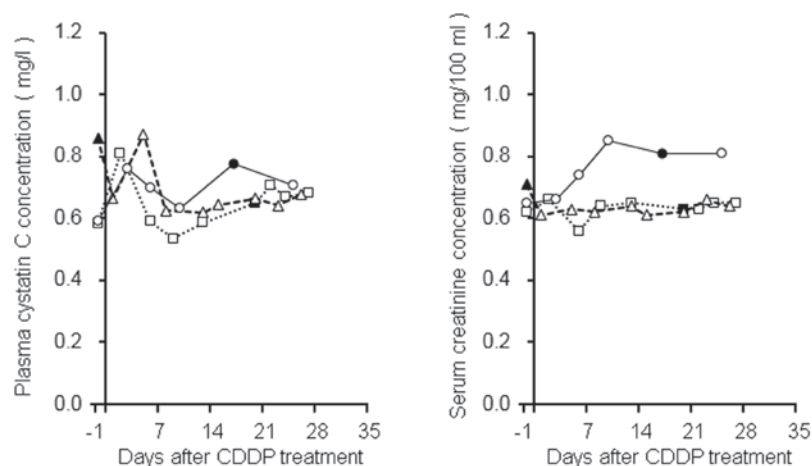 Plasma cystatin C concentration ( mg/l )
1.2
1.0
0.8
0.6
0.4
0.2
0.0
-1 7 14 21 28 35
Days after CDDP treatment
Serum creatinine concentration ( mg/100 ml )
1.2
1.0
0.8
0.6
0.4
0.2
0.0
-1 7 14 21 28 35
Days after CDDP treatment